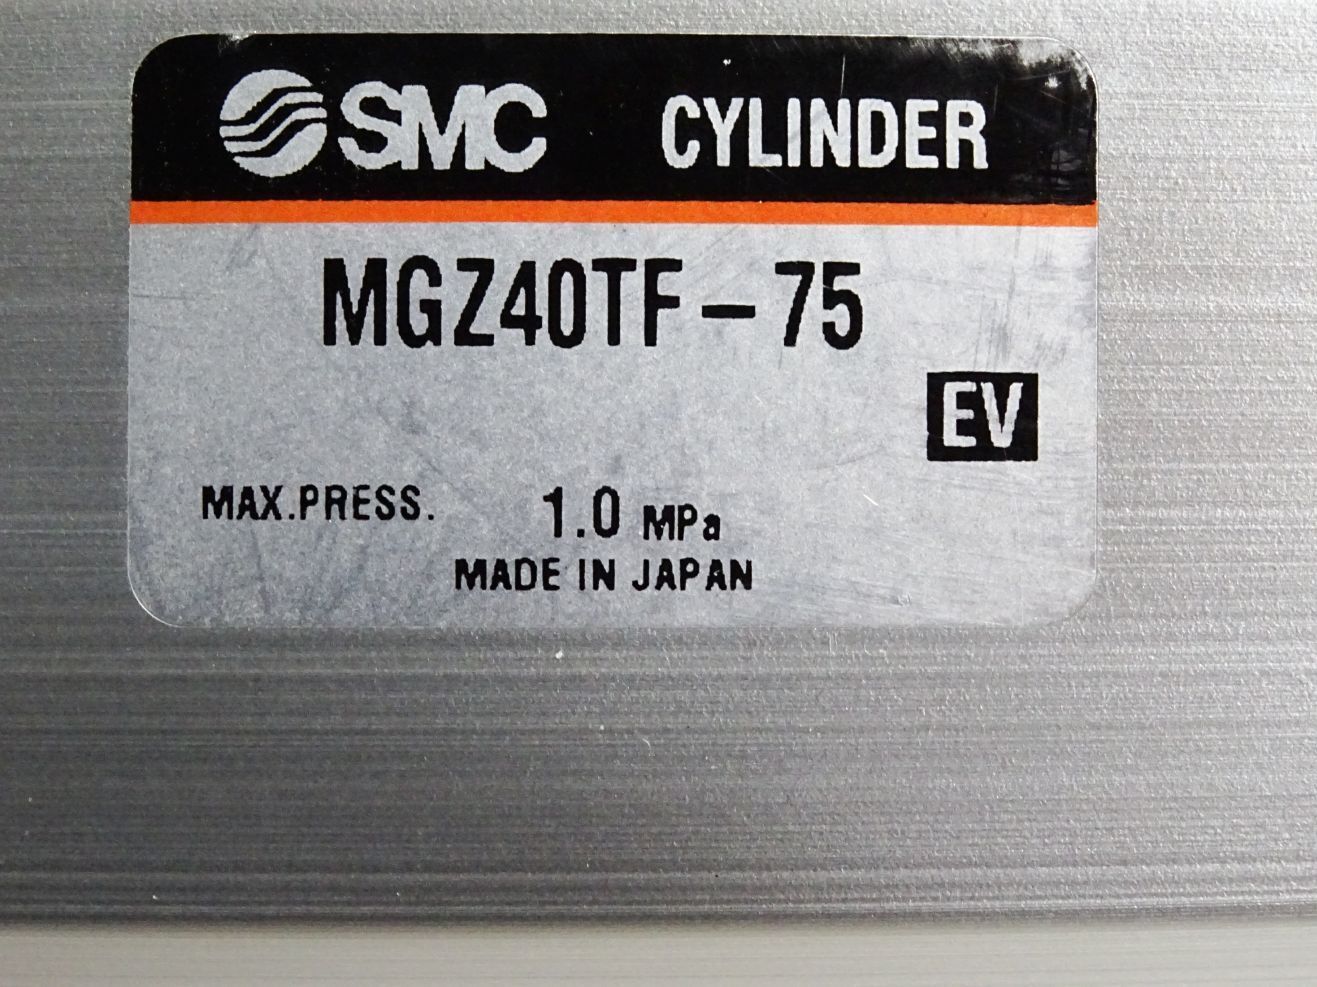 SMC CYLINDER
MGZ40TF-75
EV
MAX.PRESS. 1.0 MPa
MADE IN JAPAN